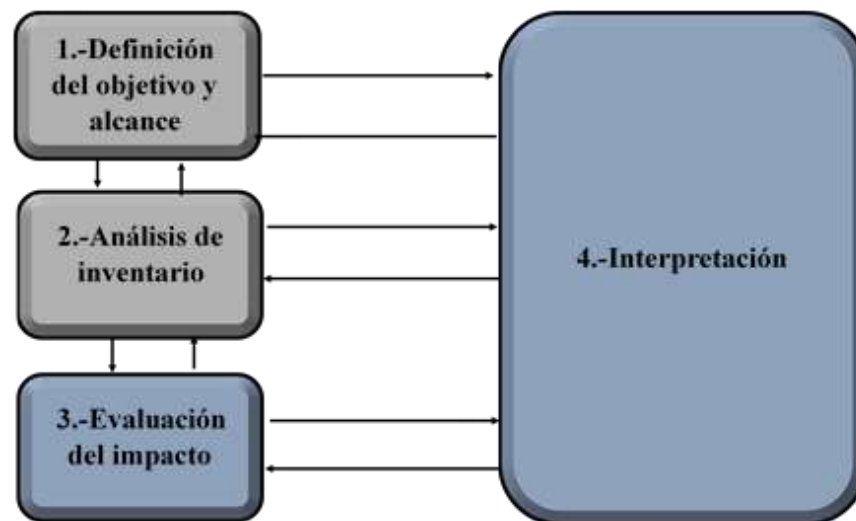 1.-Definición
del objetivo y
alcance
2.-Análisis de
inventario
3.-Evaluación
del impacto
4.-Interpretación